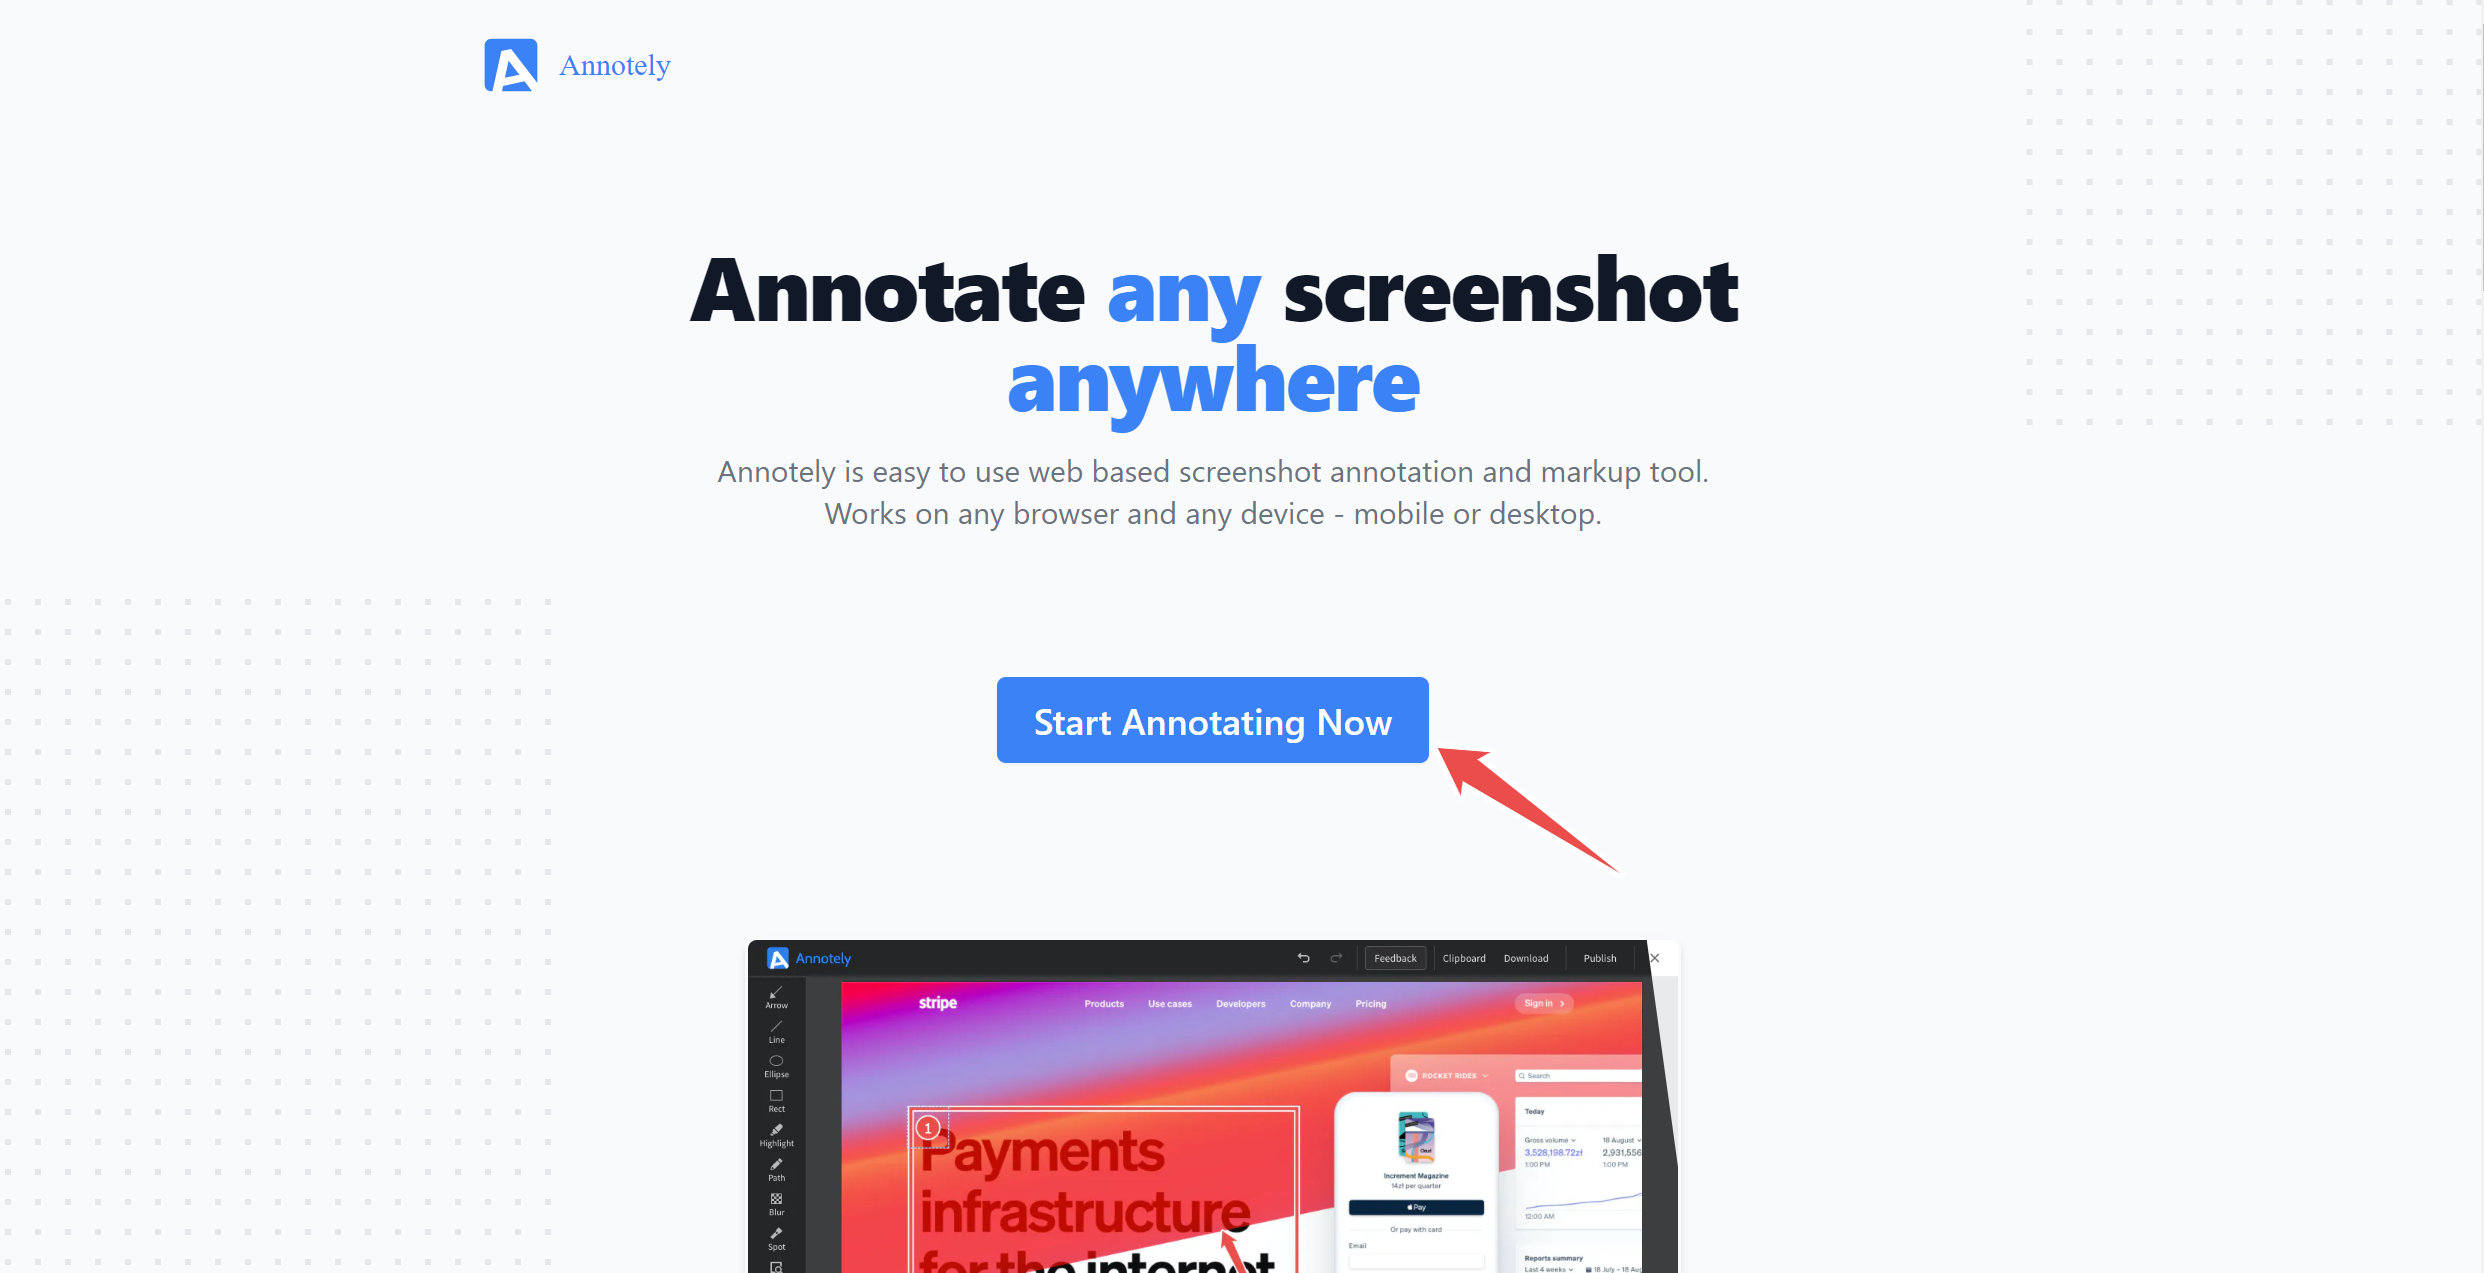 Annotely
Annotate any screenshot
anywhere
Annotely is easy to use web based screenshot annotation and markup tool.
Works on any browser and any device - mobile or desktop.
Start Annotating Now
Annotely
Feedback
Clipboard
Download
Publish
Arrow
Line
Ellipse
Rect
Highlight
Path
Blur
Spot
stripe
Products
Use cases
Developers
Company
Pricing
Sign in
1
Payments
infrastructure
for the internet
ROCKET RIDES
Search
Increment Magazine
14zł per quarter
Pay
Or pay with card
Email
Today
Gross volume
18 August
3,528,198.72zł
2,931,556
1:00 PM
1:00 PM
12:00 AM
Reports summary
Last 4 weeks
18 July – 18 Aug